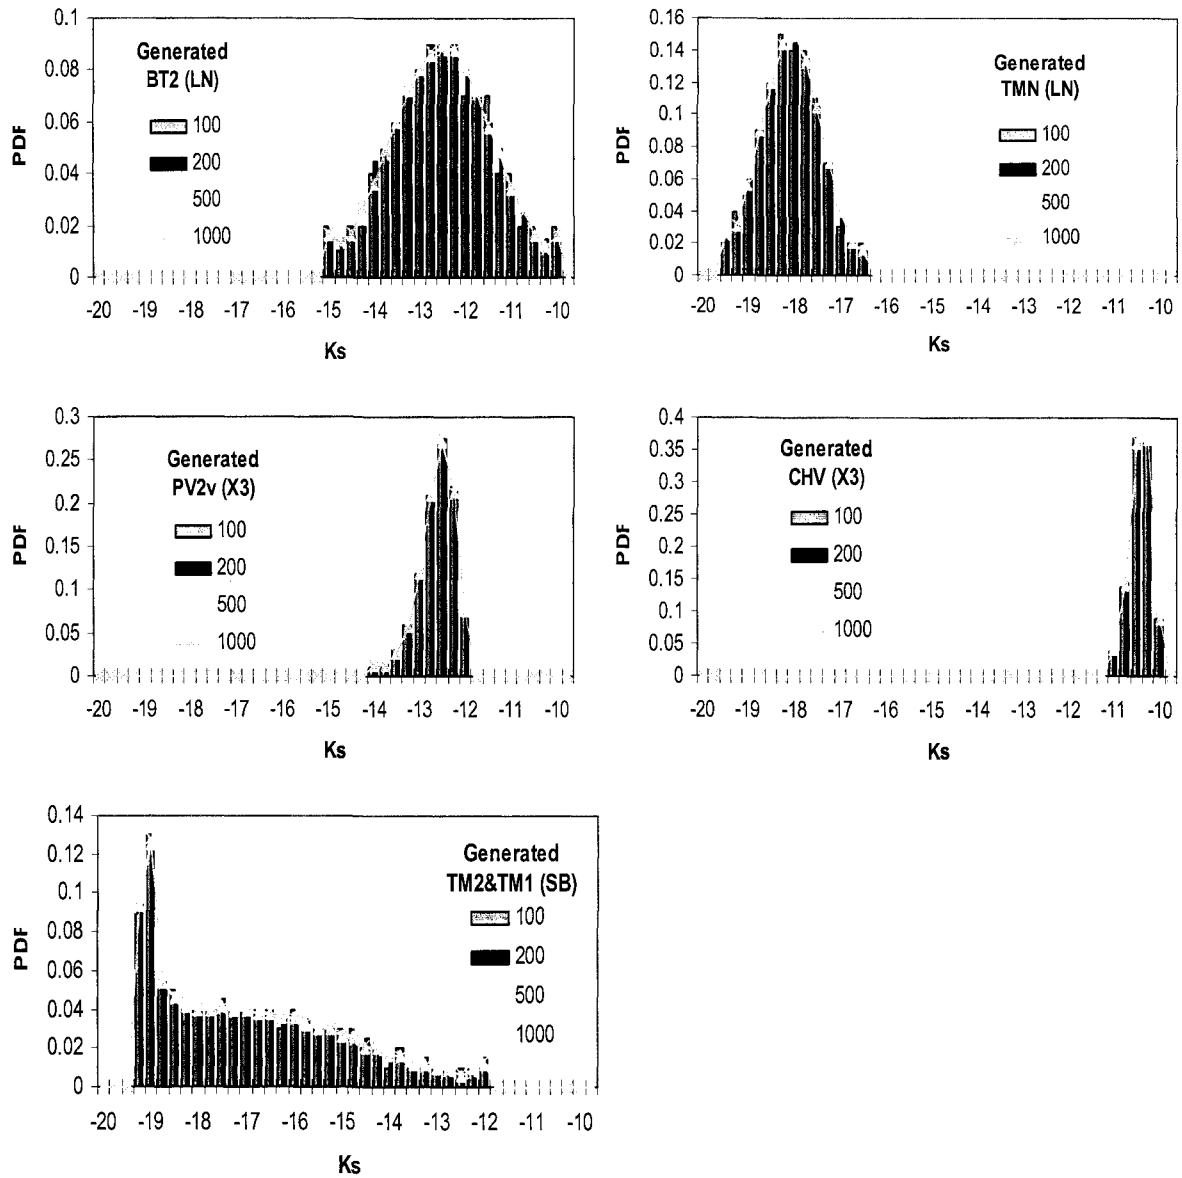 0.1
0.08
0.06
0.04
0.02
0
PDF
Generated
BT2 (LN)
100
200
500
1000
-20 -19 -18 -17 -16 -15 -14 -13 -12 -11 -10
Ks
0.16
0.14
0.12
0.1
0.08
0.06
0.04
0.02
0
PDF
Generated
TMN (LN)
100
200
500
1000
-20 -19 -18 -17 -16 -15 -14 -13 -12 -11 -10
Ks
0.3
0.25
0.2
0.15
0.1
0.05
0
PDF
Generated
PV2v (X3)
100
200
500
1000
-20 -19 -18 -17 -16 -15 -14 -13 -12 -11 -10
Ks
0.4
0.35
0.3
0.25
0.2
0.15
0.1
0.05
0
PDF
Generated
CHV (X3)
100
200
500
1000
-20 -19 -18 -17 -16 -15 -14 -13 -12 -11 -10
Ks
0.14
0.12
0.1
0.08
0.06
0.04
0.02
0
PDF
Generated
TM2&TM1 (SB)
100
200
500
1000
-20 -19 -18 -17 -16 -15 -14 -13 -12 -11 -10
Ks